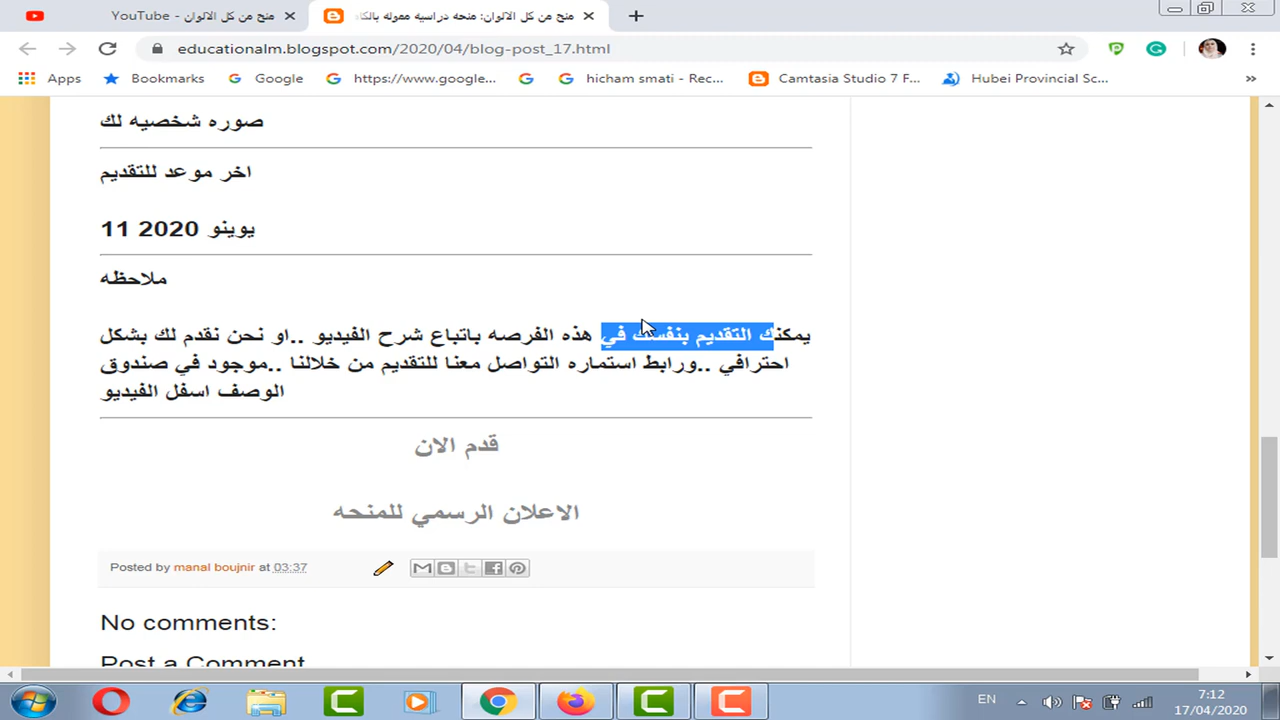 منح من كل الالوان - YouTube
منح من كل الالوان: منحه دراسيه مموله بالكا
educationalm.blogspot.com/2020/04/blog-post_17.html
Apps
Bookmarks
Google
https://www.google...
hicham smati - Rec...
Camtasia Studio 7 F...
Hubei Provincial Sc...
»
صوره شخصيه لك
اخر موعد للتقديم
11 يوينو 2020
ملاحظه
يمكنك التقديم بنفسك في هذه الفرصه باتباع شرح الفيديو ..او نحن نقدم لك بشكل
احترافي ..ورابط استماره التواصل معنا للتقديم من خلالنا ..موجود في صندوق
الوصف اسفل الفيديو
قدم الان
الاعلان الرسمي للمنحه
Posted by manal boujnir at 03:37
No comments:
Post a Comment
EN
7:12
17/04/2020